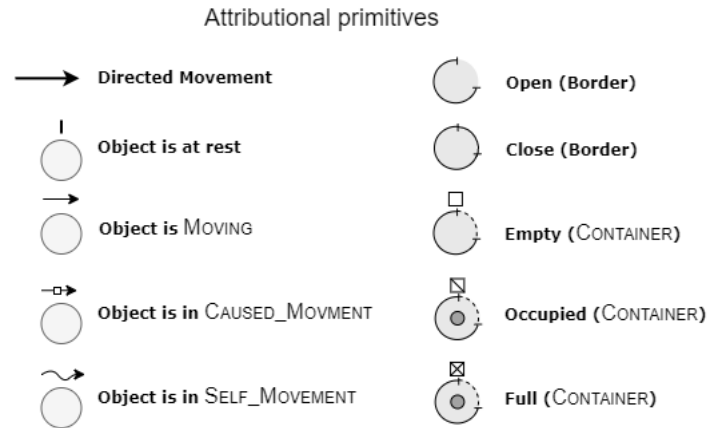 Attributional primitives
Directed Movement
Open (Border)
Object is at rest
Close (Border)
Object is MOVING
Empty (CONTAINER)
Object is in CAUSED_MOVMENT
Occupied (CONTAINER)
Object is in SELF_MOVEMENT
Full (CONTAINER)